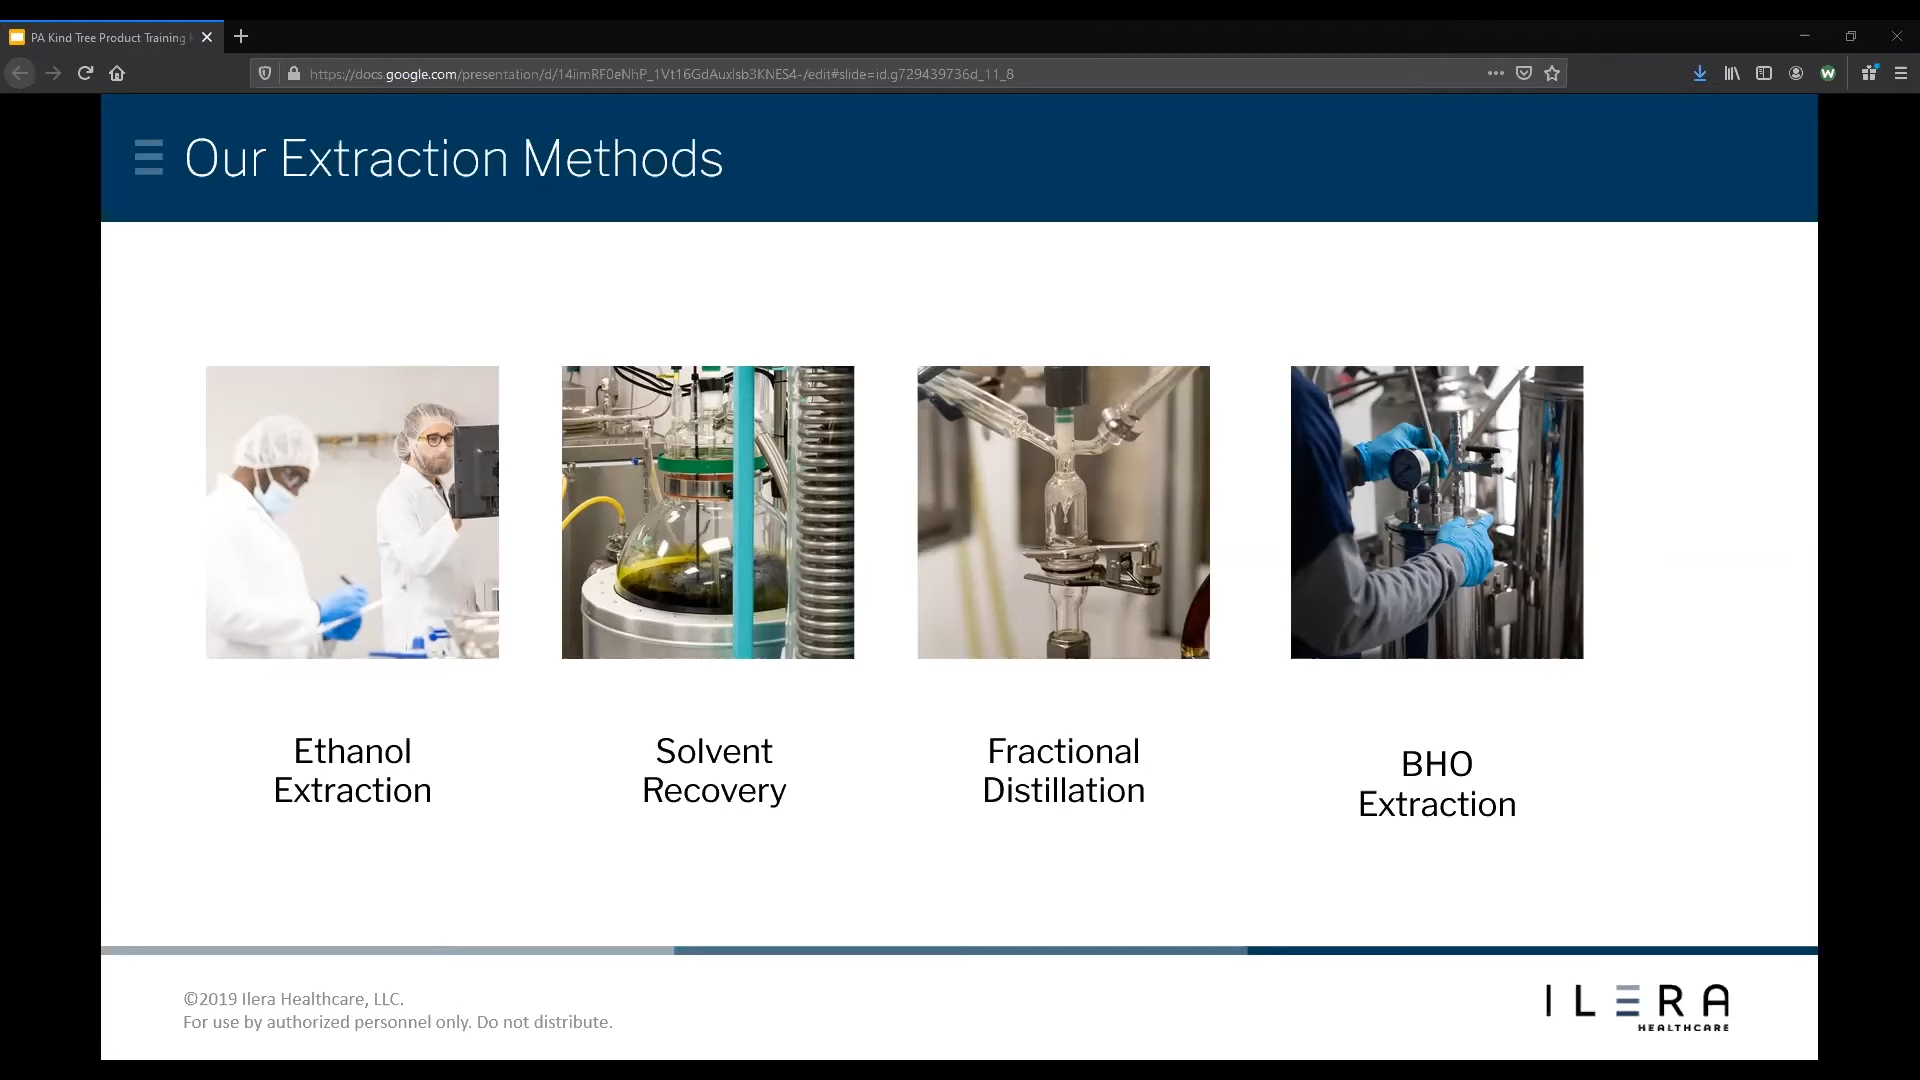 PA Kind Tree Product Training
https://docs.google.com/presentation/d/14iimRF0eNhP_1Vt16GdAuxlsb3KNES4-/edit#slide=id.g729439736d_11_8
Our Extraction Methods
Ethanol
Extraction
Solvent
Recovery
Fractional
Distillation
BHO
Extraction
©2019 Ilera Healthcare, LLC.
For use by authorized personnel only. Do not distribute.
ILERA
HEALTHCARE